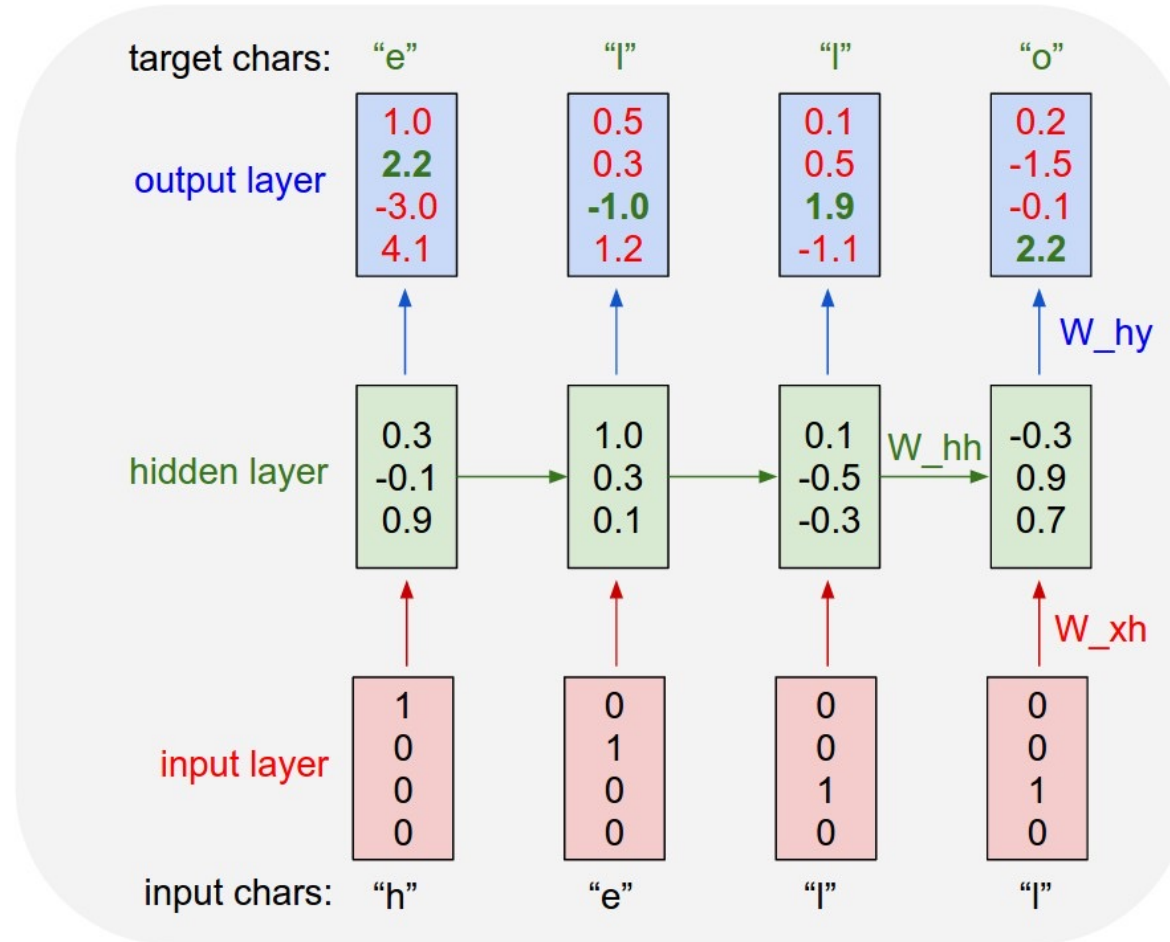 target chars: “e” “l” “l” “o”
1.0 0.5 0.1 0.2
2.2 0.3 0.5 -1.5
output layer
-3.0 -1.0 1.9 -0.1
4.1 1.2 -1.1 2.2
W_hy
0.3 1.0 0.1 -0.3
W_hh
hidden layer -0.1 0.3 -0.5 0.9
0.9 0.1 -0.3 0.7
W_xh
1 0 0 0
0 1 0 0
input layer
0 0 1 1
0 0 0 0
input chars: “h” “e” “l” “l”